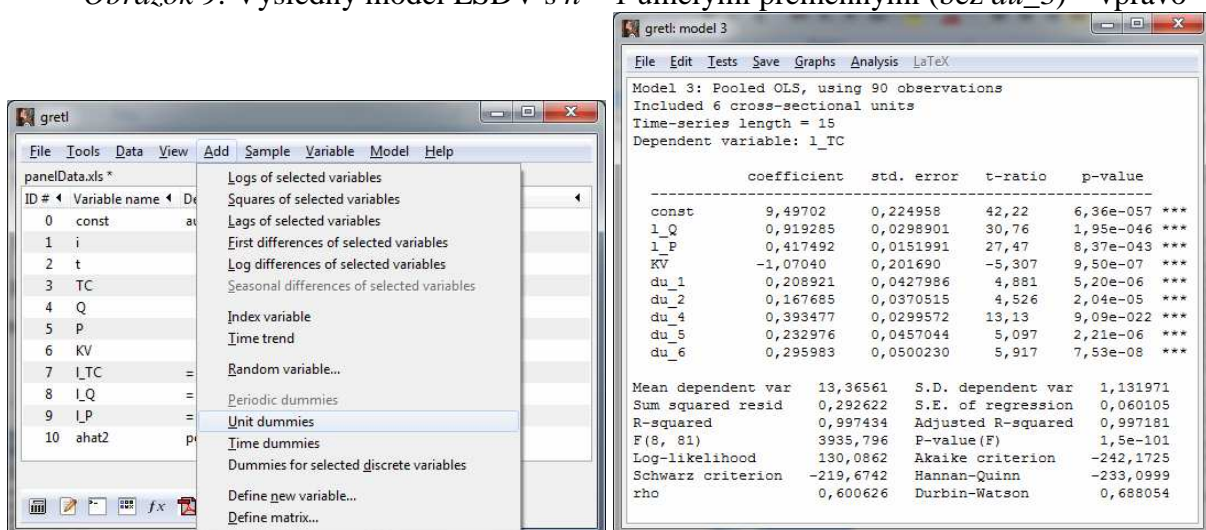 Obrázok 9: Výsledný model LSDV s n – 1 umelými premennými (bez du_3) – vpravo
gretl
File Tools Data View Add Sample Variable Model Help
panelData.xls *
ID # Variable name De
0 const au
1 i
2 t
3 TC
4 Q
5 P
6 KV
7 l_TC =
8 l_Q =
9 l_P =
10 ahat2 pe
Logs of selected variables
Squares of selected variables
Lags of selected variables
First differences of selected variables
Log differences of selected variables
Seasonal differences of selected variables
Index variable
Time trend
Random variable...
Periodic dummies
Unit dummies
Time dummies
Dummies for selected discrete variables
Define new variable...
Define matrix...
fx
gretl: model 3
File Edit Tests Save Graphs Analysis LaTeX
Model 3: Pooled OLS, using 90 observations
Included 6 cross-sectional units
Time-series length = 15
Dependent variable: l_TC
coefficient std. error t-ratio p-value
const 9,49702 0,224958 42,22 6,36e-057 ***
l_Q 0,919285 0,0298901 30,76 1,95e-046 ***
l_P 0,417492 0,0151991 27,47 8,37e-043 ***
KV -1,07040 0,201690 -5,307 9,50e-07 ***
du_1 0,208921 0,0427986 4,881 5,20e-06 ***
du_2 0,167685 0,0370515 4,526 2,04e-05 ***
du_4 0,393477 0,0299572 13,13 9,09e-022 ***
du_5 0,232976 0,0457044 5,097 2,21e-06 ***
du_6 0,295983 0,0500230 5,917 7,53e-08 ***
Mean dependent var 13,36561 S.D. dependent var 1,131971
Sum squared resid 0,292622 S.E. of regression 0,060105
R-squared 0,997434 Adjusted R-squared 0,997181
F(8, 81) 3935,796 P-value(F) 1,5e-101
Log-likelihood 130,0862 Akaike criterion -242,1725
Schwarz criterion -219,6742 Hannan-Quinn -233,0999
rho 0,600626 Durbin-Watson 0,688054